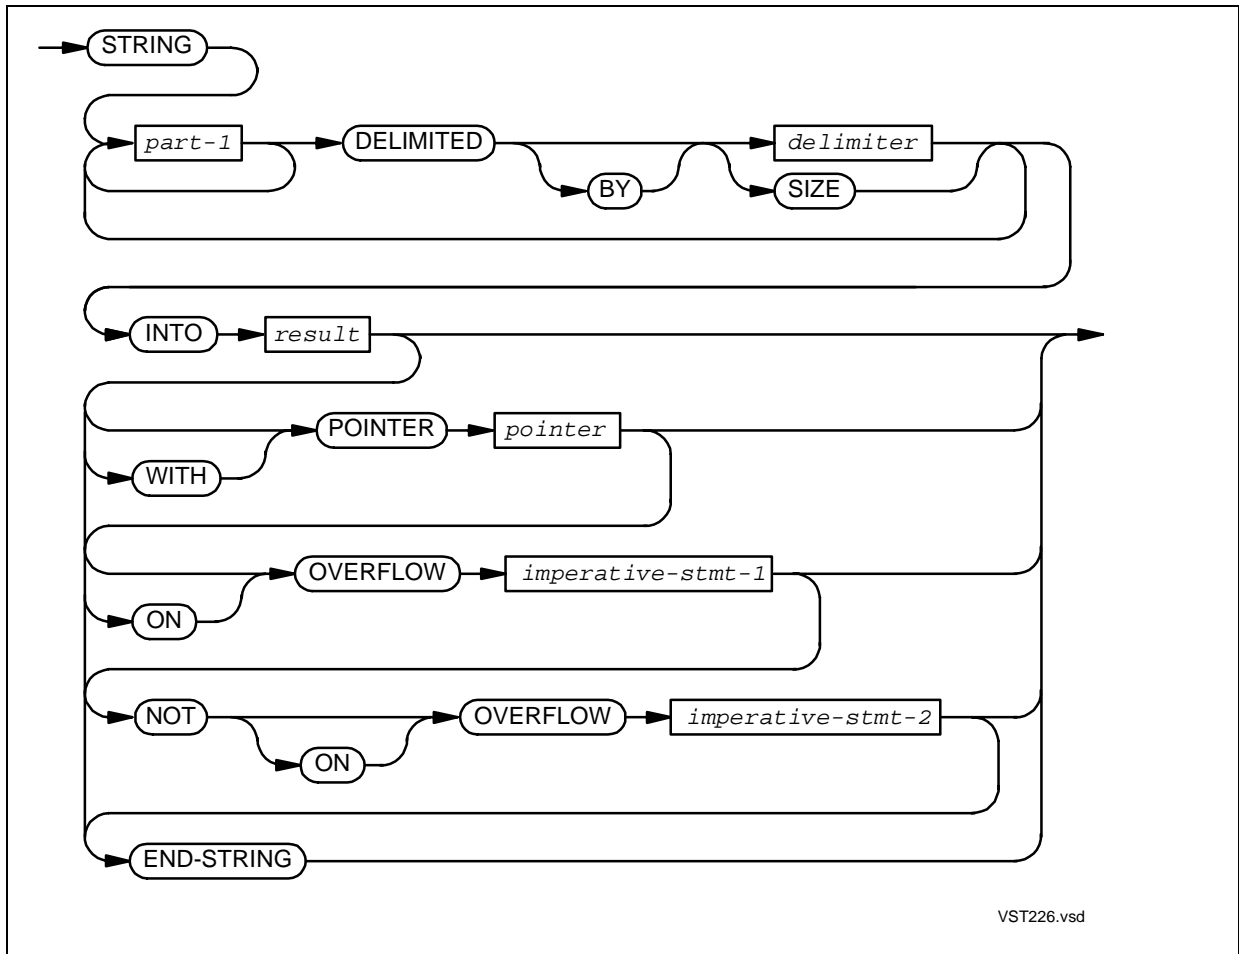 STRING
part-1 DELIMITED delimiter
BY SIZE
INTO result
POINTER pointer
WITH
OVERFLOW imperative-stmt-1
ON
NOT OVERFLOW imperative-stmt-2
ON
END-STRING
VST226.vsd